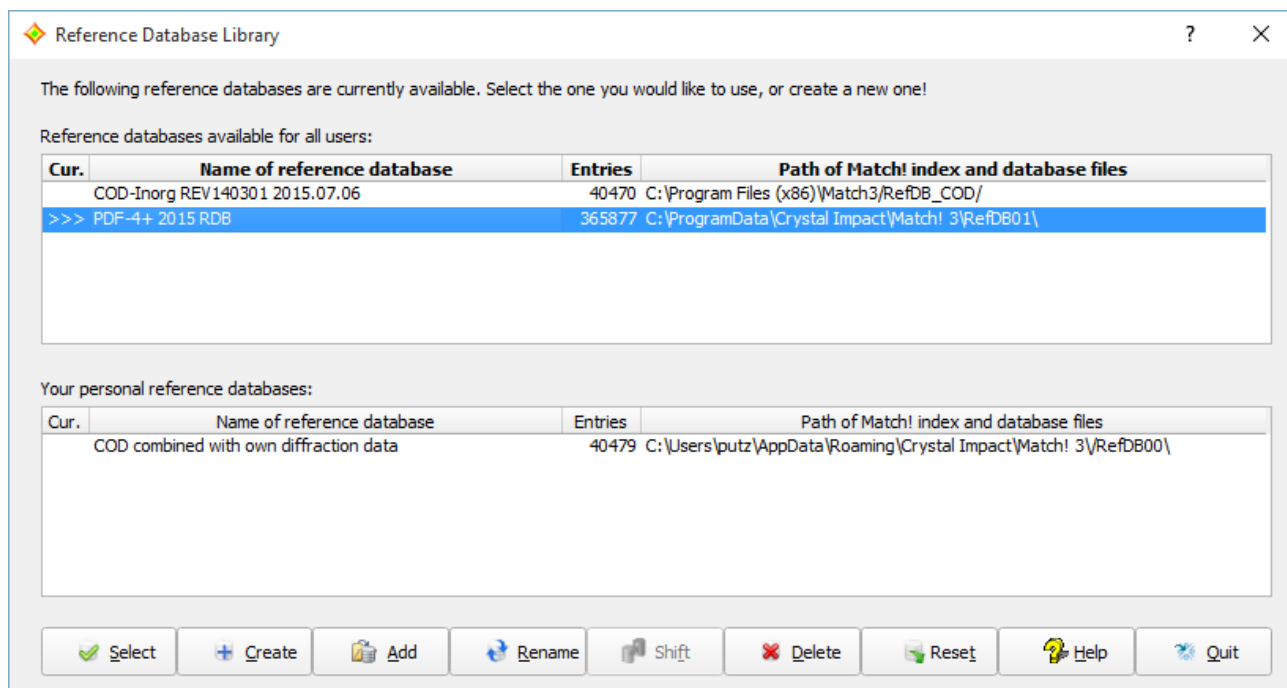 Reference Database Library ?
The following reference databases are currently available. Select the one you would like to use, or create a new one!
Reference databases available for all users:
Cur. Name of reference database Entries Path of Match! index and database files
COD-Inorg REV140301 2015.07.06 40470 C:\Program Files (x86)\Match3/RefDB_COD/
>>> PDF-4+ 2015 RDB 365877 C:\ProgramData\Crystal Impact\Match! 3\RefDB01\
Your personal reference databases:
Cur. Name of reference database Entries Path of Match! index and database files
COD combined with own diffraction data 40479 C:\Users\putz\AppData\Roaming\Crystal Impact\Match! 3\/RefDB00\
Select Create Add Rename Shift Delete Reset Help Quit